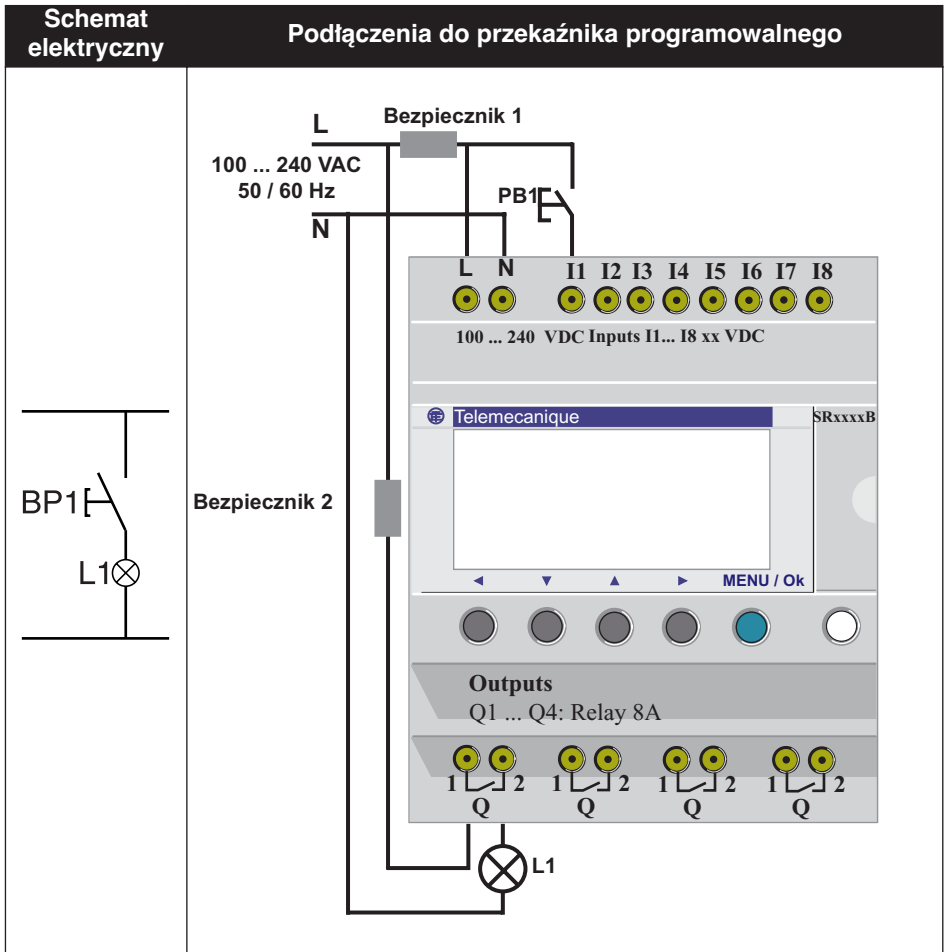 Schemat
elektryczny
Podłączenia do przekaźnika programowalnego
BP1
L1
L
Bezpiecznik 1
100 ... 240 VAC
50 / 60 Hz
N
PB1
L N I1 I2 I3 I4 I5 I6 I7 I8
100 ... 240 VDC Inputs I1... I8 xx VDC
Telemecanique
SRxxxxB
Bezpiecznik 2
MENU / Ok
Outputs
Q1 ... Q4: Relay 8A
1 2 1 2 1 2 1 2
Q Q Q Q
L1